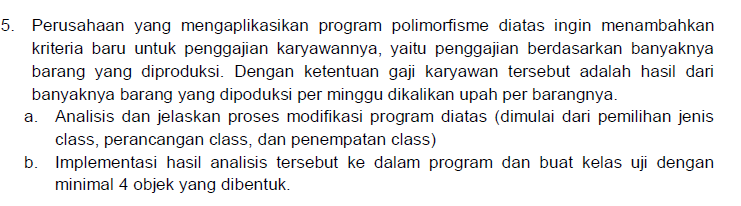 5. Perusahaan yang mengaplikasikan program polimorfisme diatas ingin menambahkan
kriteria baru untuk penggajian karyawannya, yaitu penggajian berdasarkan banyaknya
barang yang diproduksi. Dengan ketentuan gaji karyawan tersebut adalah hasil dari
banyaknya barang yang dipoduksi per minggu dikalikan upah per barangnya.
a. Analisis dan jelaskan proses modifikasi program diatas (dimulai dari pemilihan jenis
class, perancangan class, dan penempatan class)
b. Implementasi hasil analisis tersebut ke dalam program dan buat kelas uji dengan
minimal 4 objek yang dibentuk.